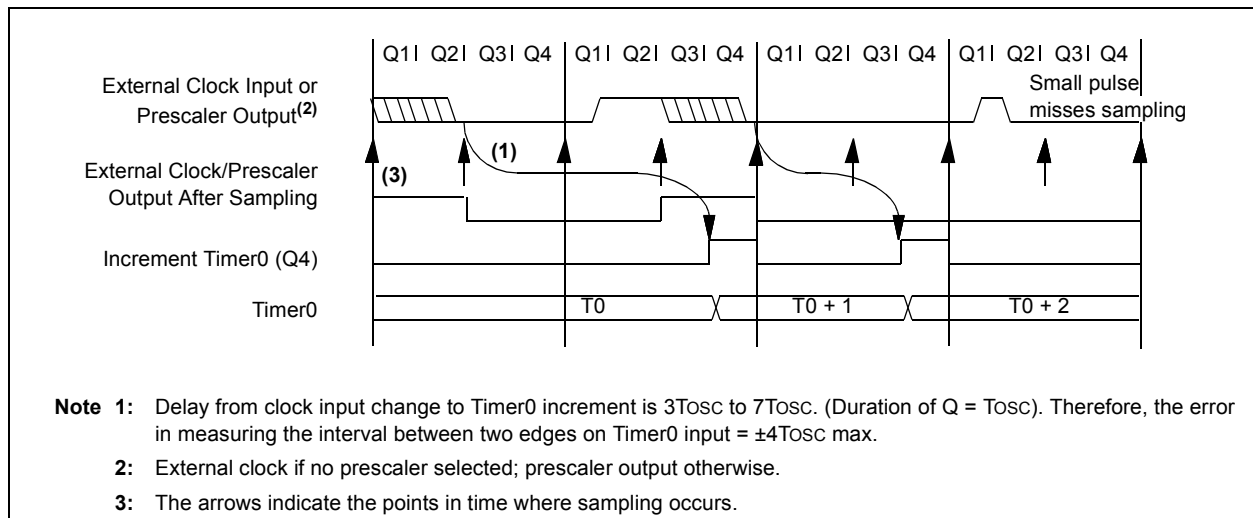 Q1 | Q2 | Q3 | Q4 Q1 | Q2 | Q3 | Q4 Q1 | Q2 | Q3 | Q4 Q1 | Q2 | Q3 | Q4
External Clock Input or
Prescaler Output(2)
Small pulse
misses sampling
(1)
External Clock/Prescaler
Output After Sampling
(3)
Increment Timer0 (Q4)
Timer0
T0 T0 + 1 T0 + 2
Note 1: Delay from clock input change to Timer0 increment is 3TOSC to 7TOSC. (Duration of Q = TOSC). Therefore, the error
in measuring the interval between two edges on Timer0 input = ±4TOSC max.
2: External clock if no prescaler selected; prescaler output otherwise.
3: The arrows indicate the points in time where sampling occurs.